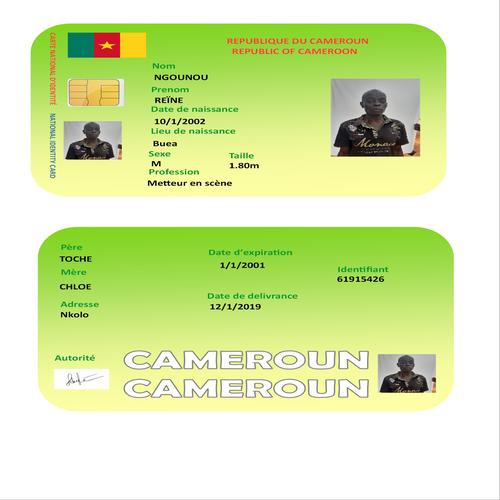 CARTE NATIONAL D'IDENTITÉ
NATIONAL IDENTITY CARD
REPUBLIQUE DU CAMEROUN
REPUBLIC OF CAMEROON
Nom
NGOUNOU
Prenom
REÏNE
Date de naissance
10/1/2002
Lieu de naissance
Buea
Sexe
Taille
M
1.80m
Profession
Metteur en scène
Père
TOCHE
Mère
CHLOE
Adresse
Nkolo
Date d'expiration
1/1/2001
Date de delivrance
12/1/2019
Identifiant
61915426
Autorité
CAMEROUN
CAMEROUN